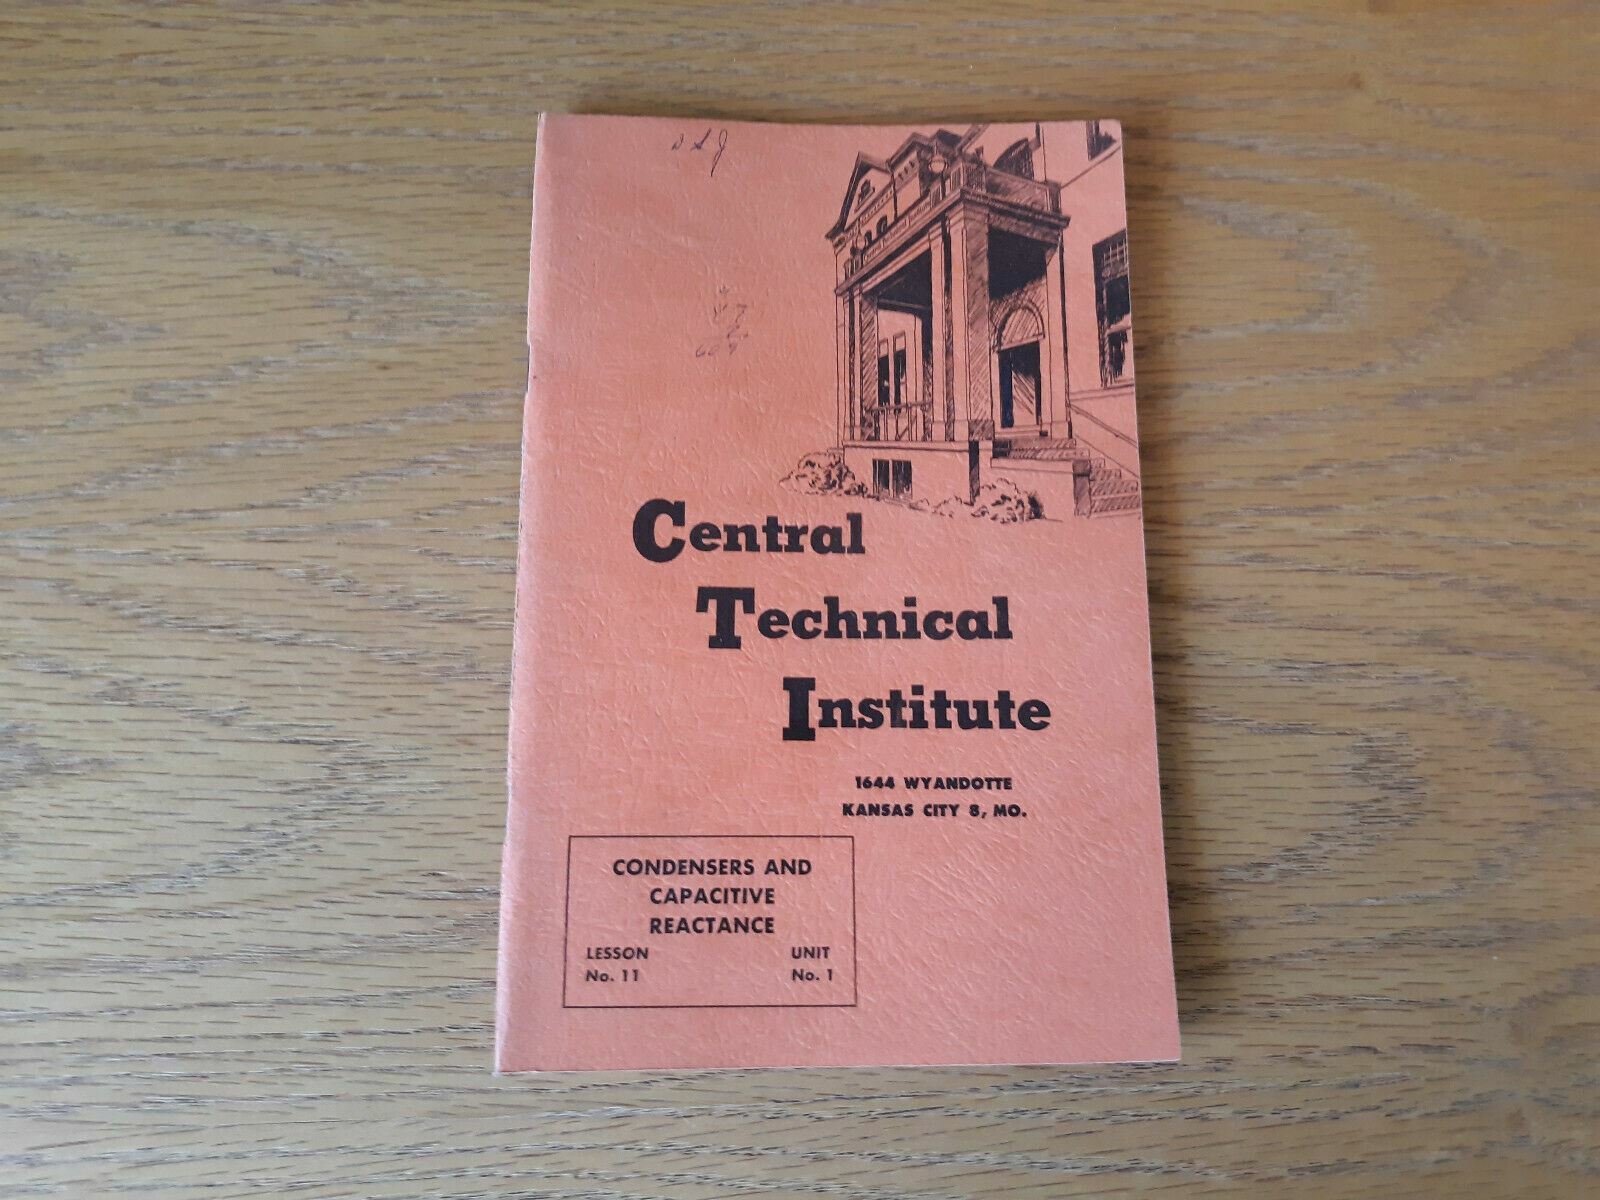 Central
Technical
Institute
1644 WYANDOTTE
KANSAS CITY 8, MO.
CONDENSERS AND
CAPACITIVE
REACTANCE
LESSON UNIT
No. 11 No. 1